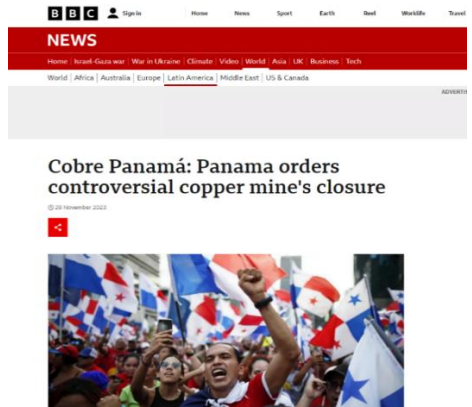 BBC Sign in Home News Sport Earth Reel Worklife Travel
NEWS
Home Israel-Gaza war War in Ukraine Climate Video World Asia UK Business Tech
World Africa Australia Europe Latin America Middle East US & Canada
ADVERTI
Cobre Panamá: Panama orders
controversial copper mine's closure
28 November 2023